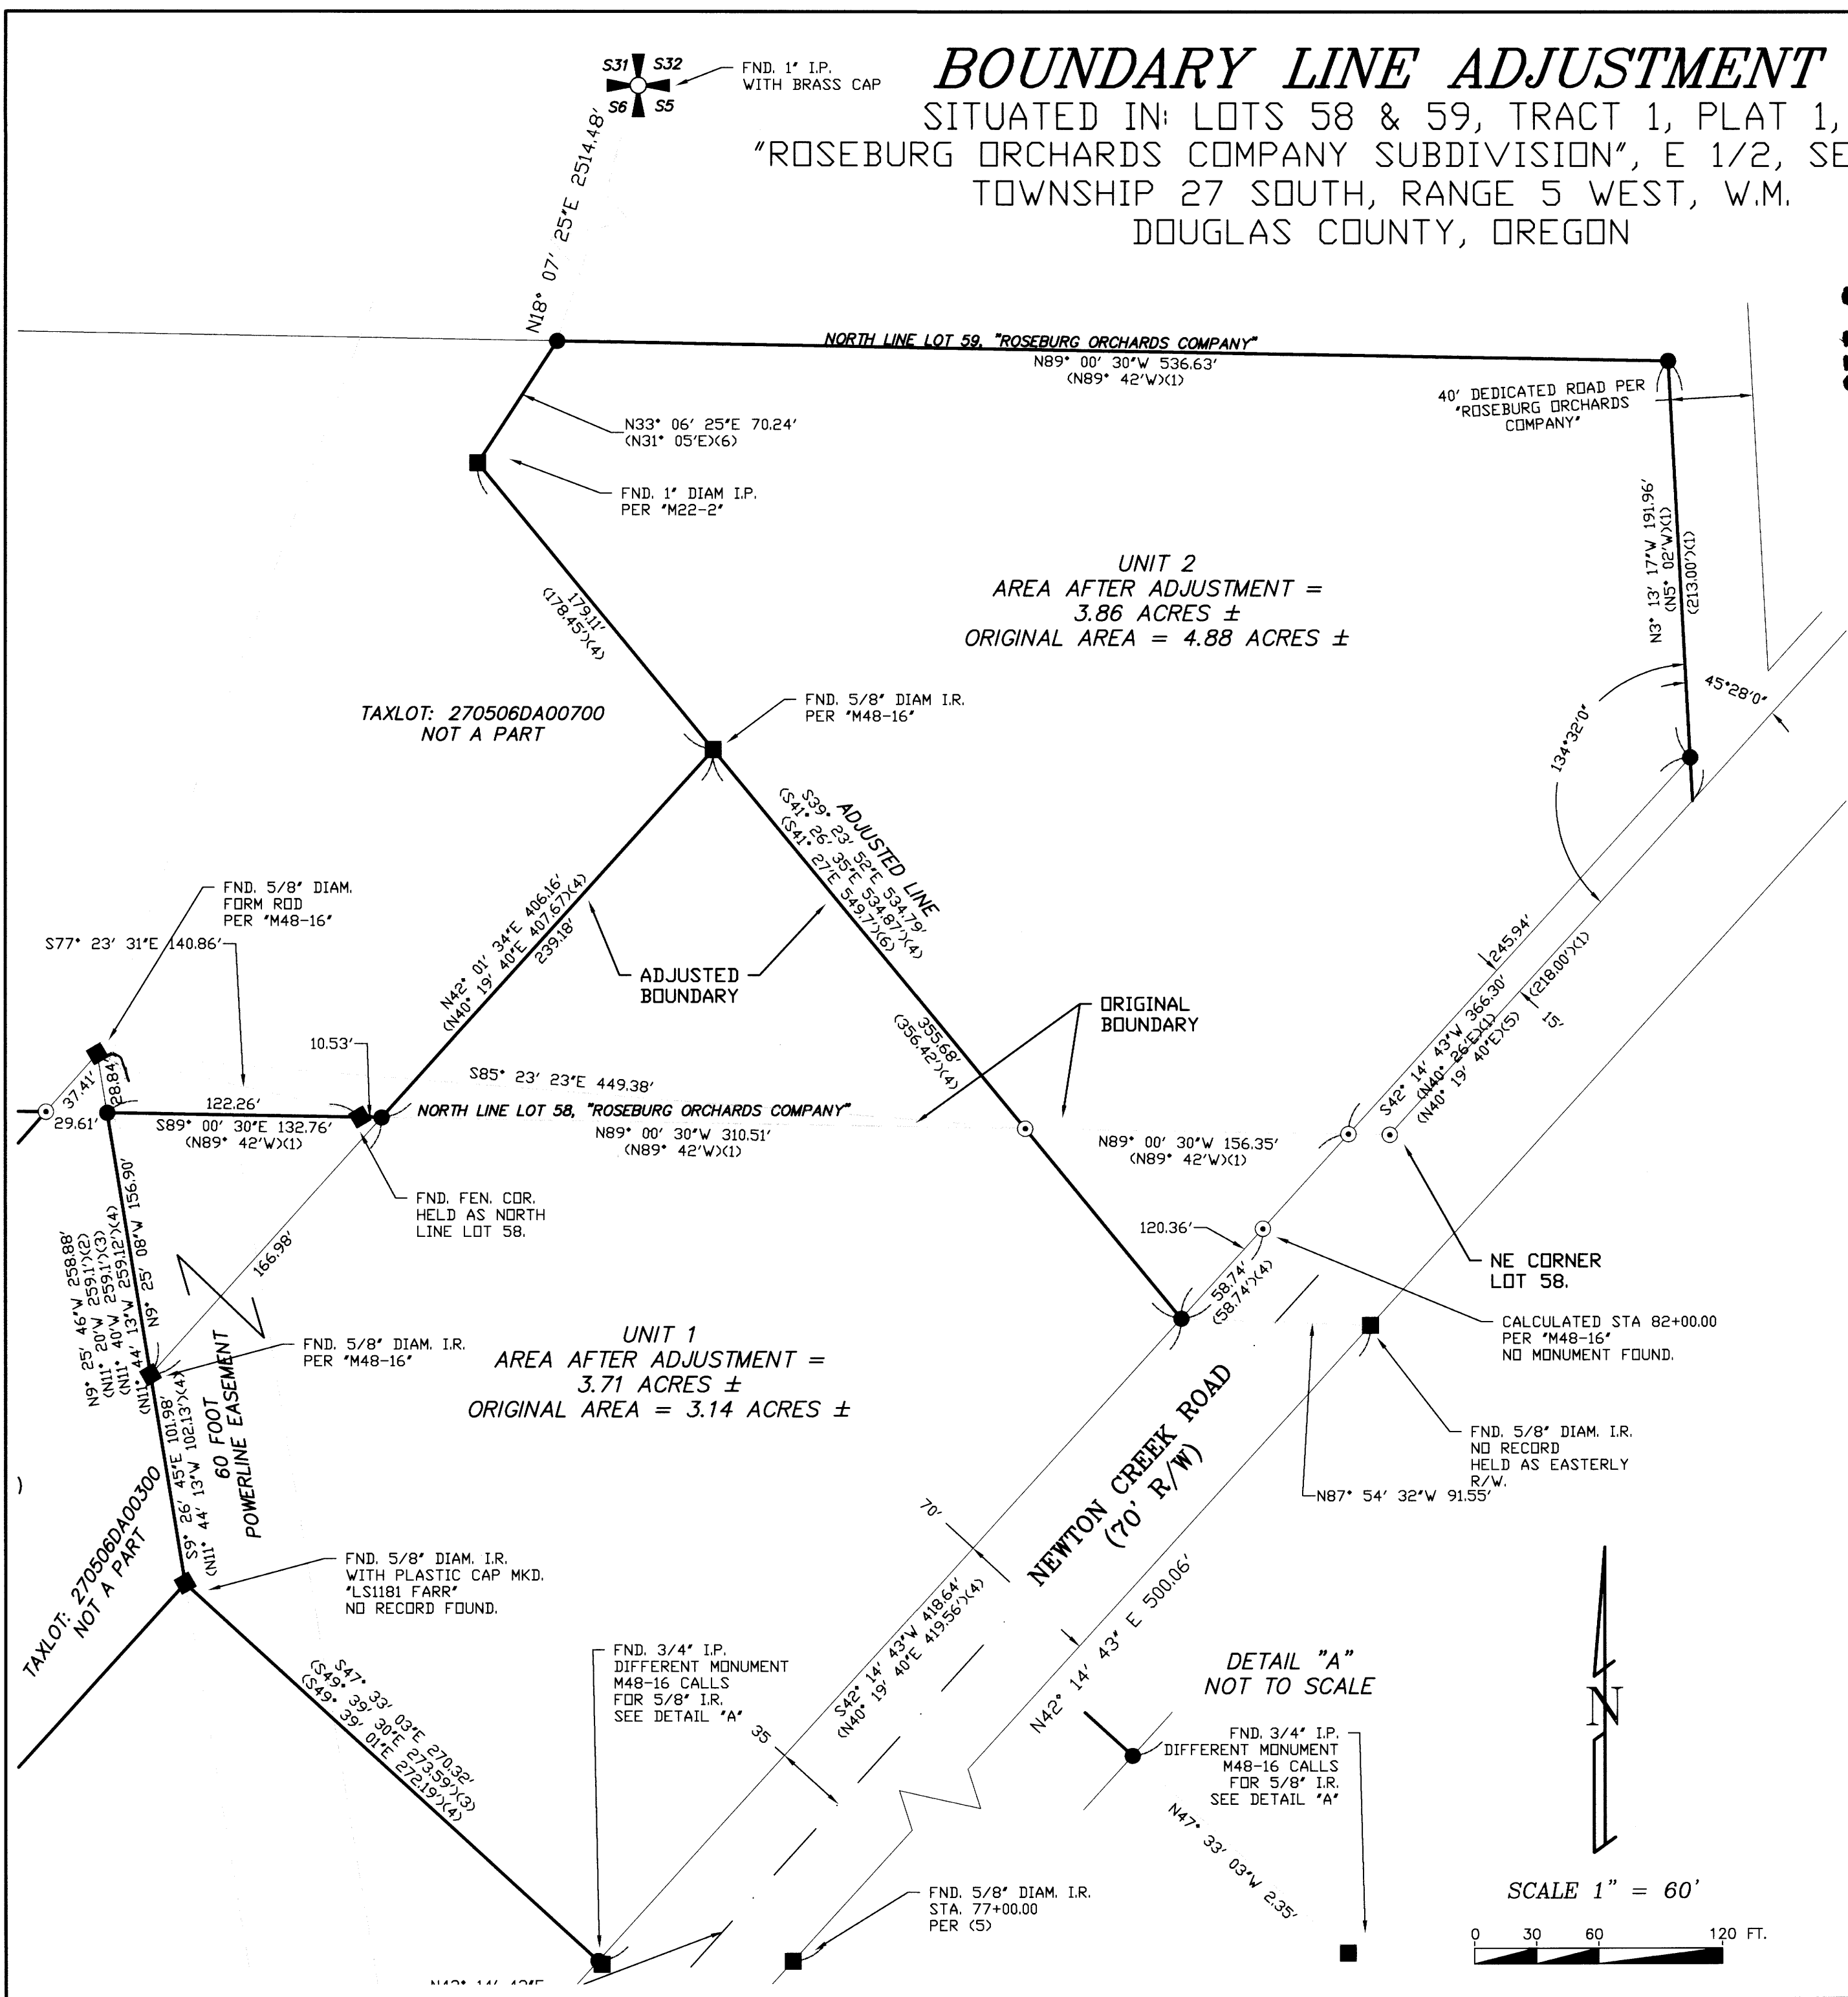 BOUNDARY LINE ADJUSTMENT
SITUATED IN: LOTS 58 & 59, TRACT 1, PLAT 1,
"ROSEBURG ORCHARDS COMPANY SUBDIVISION", E 1/2,
TOWNSHIP 27 SOUTH, RANGE 5 WEST, W.M.
DOUGLAS COUNTY, OREGON
S31 S32
S6 S5
FND. 1" I.P.
WITH BRASS CAP
N18° 07' 25"E 2514.48'
NORTH LINE LOT 59, "ROSEBURG ORCHARDS COMPANY"
N89° 00' 30"W 536.63'
(N89° 42'W)(1)
40' DEDICATED ROAD PER
"ROSEBURG ORCHARDS
COMPANY"
N33° 06' 25"E 70.24'
(N31° 05'E)(6)
FND. 1" DIAM I.P.
PER "M22-2"
N3° 13' 17"W 191.96'
(N5° 02'W)(1)
(213.00')(1)
UNIT 2
AREA AFTER ADJUSTMENT =
3.86 ACRES ±
ORIGINAL AREA = 4.88 ACRES ±
179.11'
(178.45')(4)
TAXLOT: 270506DA00700
NOT A PART
FND. 5/8" DIAM I.R.
PER "M48-16"
45°28'0"
134°32'0"
ADJUSTED LINE
S39° 23' 52"E 534.79'
(S41° 26' 35"E 534.87')(4)
(S41° 27'E 549.7')(6)
FND. 5/8" DIAM.
FORM ROD
PER "M48-16"
S77° 23' 31"E 140.86'
N42° 01' 34"E 406.16'
(N40° 19' 40"E 407.67)(4)
239.18'
ADJUSTED
BOUNDARY
ORIGINAL
BOUNDARY
245.94'
S42° 14' 43"W 366.30'
(N40° 26'E)(1)
(N40° 19' 40"E)(5)
(218.00')(1)
15'
355.68'
(356.42')(4)
10.53'
S85° 23' 23"E 449.38'
37.41'
28.84'
29.61'
122.26'
S89° 00' 30"E 132.76'
(N89° 42'W)(1)
NORTH LINE LOT 58, "ROSEBURG ORCHARDS COMPANY"
N89° 00' 30"W 310.51'
(N89° 42'W)(1)
N89° 00' 30"W 156.35'
(N89° 42'W)(1)
FND. FEN. COR.
HELD AS NORTH
LINE LOT 58.
N9° 25' 46"W 258.88'
(N11° 20'W 259.1')(2)
(N11° 40'W 259.1')(3)
(N11° 44' 13"W 259.12')(4)
N9° 25' 08"W 156.90'
166.98'
120.36'
58.74'
(58.74')(4)
NE CORNER
LOT 58.
CALCULATED STA 82+00.00
PER "M48-16"
NO MONUMENT FOUND.
FND. 5/8" DIAM. I.R.
PER "M48-16"
UNIT 1
AREA AFTER ADJUSTMENT =
3.71 ACRES ±
ORIGINAL AREA = 3.14 ACRES ±
60 FOOT
POWERLINE EASEMENT
S9° 26' 45"E 101.98'
(N11° 44' 13"W 102.13')(4)
TAXLOT: 270506DA00300
NOT A PART
)
NEWTON CREEK ROAD
(70' R/W)
FND. 5/8" DIAM. I.R.
NO RECORD
HELD AS EASTERLY
R/W.
N87° 54' 32"W 91.55'
70'
FND. 5/8" DIAM. I.R.
WITH PLASTIC CAP MKD.
"LS1181 FARR"
NO RECORD FOUND.
S42° 14' 43"W 418.64'
(N40° 19' 40"E 419.56')(4)
N42° 14' 43" E 500.06'
FND. 3/4" I.P.
DIFFERENT MONUMENT
M48-16 CALLS
FOR 5/8" I.R.
SEE DETAIL "A"
35
S47° 33' 03"E 270.32'
(S49° 39' 30"E 273.59')(3)
(S49° 39' 01"E 272.19')(4)
DETAIL "A"
NOT TO SCALE
FND. 3/4" I.P.
DIFFERENT MONUMENT
M48-16 CALLS
FOR 5/8" I.R.
SEE DETAIL "A"
N47° 33' 03"W 2.35'
N
FND. 5/8" DIAM. I.R.
STA. 77+00.00
PER (5)
SCALE 1" = 60'
0 30 60 120 FT.